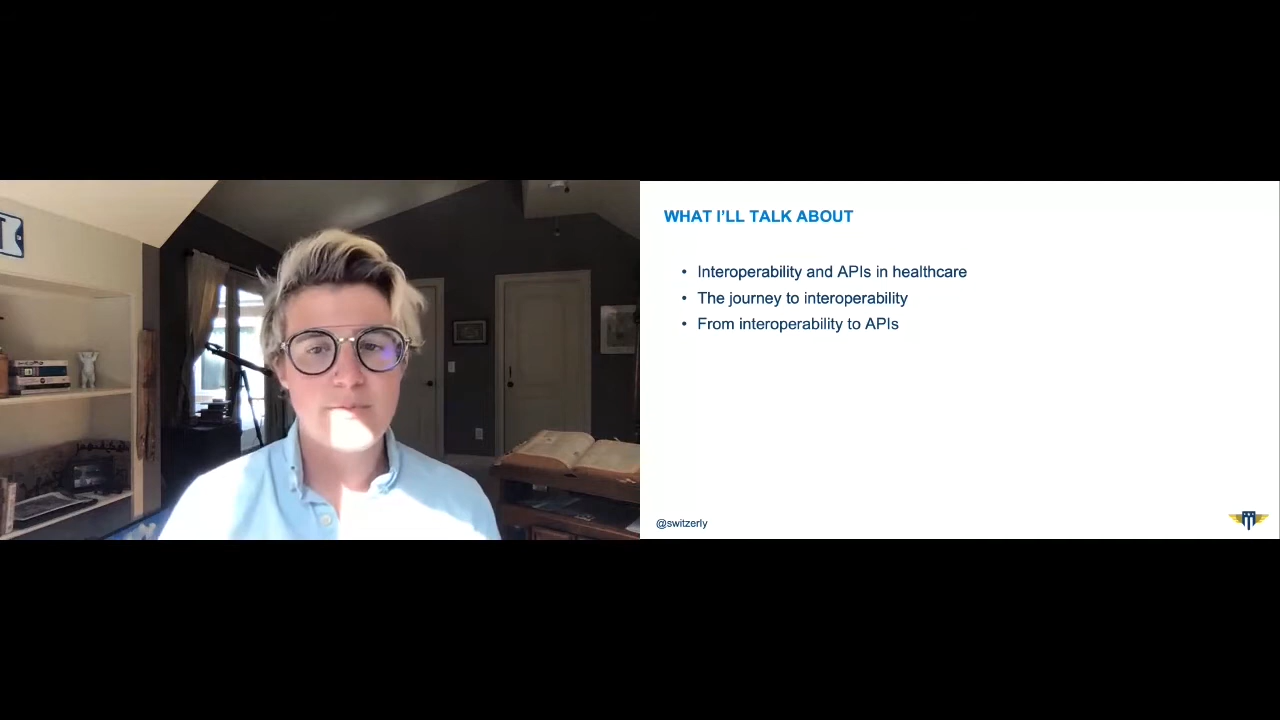 WHAT I'LL TALK ABOUT
• Interoperability and APIs in healthcare
• The journey to interoperability
• From interoperability to APIs
@switzerly